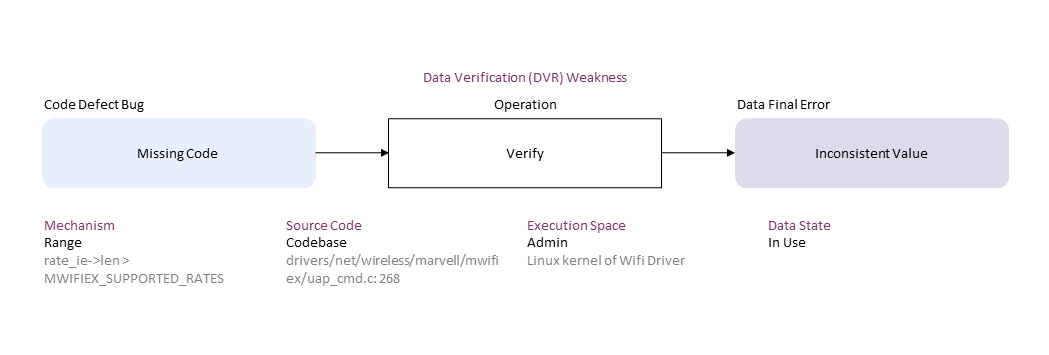 Data Verification (DVR) Weakness
Code Defect Bug
Operation
Data Final Error
Missing Code
Verify
Inconsistent Value
Mechanism
Range
rate_ie->len >
MWIFIEX_SUPPORTED_RATES
Source Code
Codebase
drivers/net/wireless/marvell/mwifi
ex/uap_cmd.c: 268
Execution Space
Admin
Linux kernel of Wifi Driver
Data State
In Use